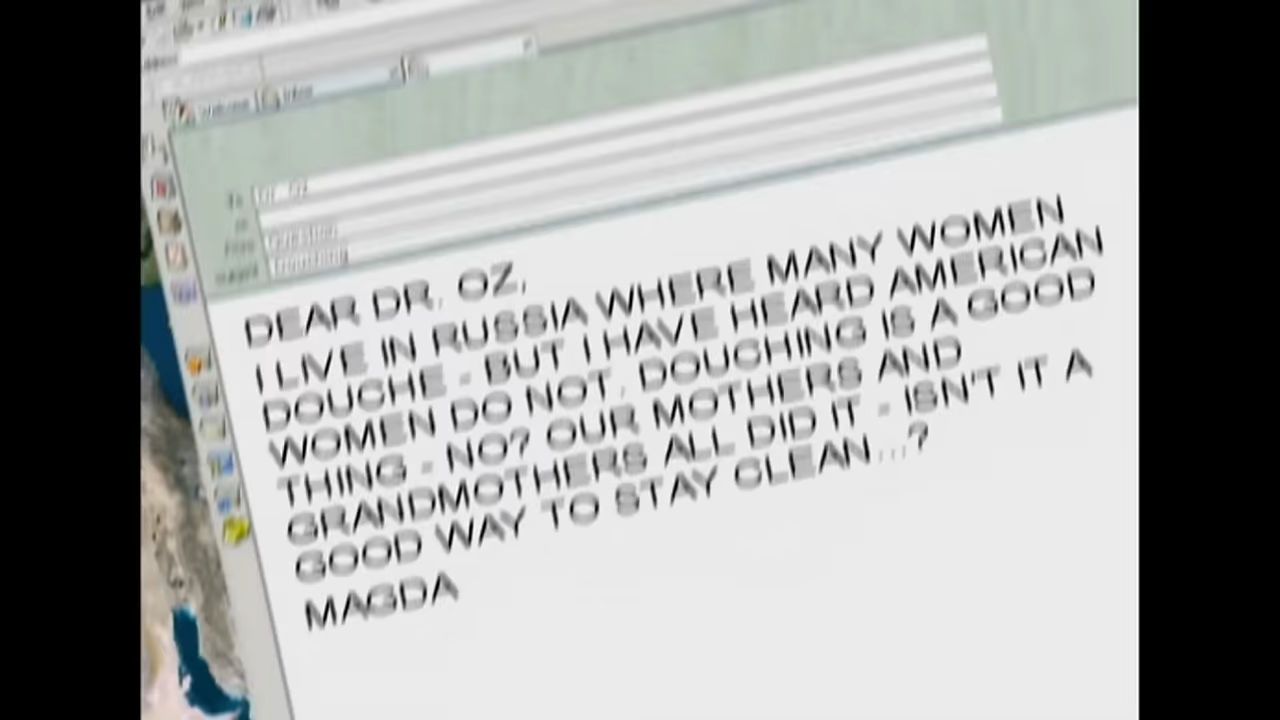 DEAR DR. OZ,
I LIVE IN RUSSIA WHERE MANY WOMEN
DOUCHE - BUT I HAVE HEARD AMERICAN
WOMEN DO NOT. DOUCHING IS A GOOD
THING - NO? OUR MOTHERS AND
GRANDMOTHERS ALL DID IT - ISN'T IT A
GOOD WAY TO STAY CLEAN...?
MAGDA